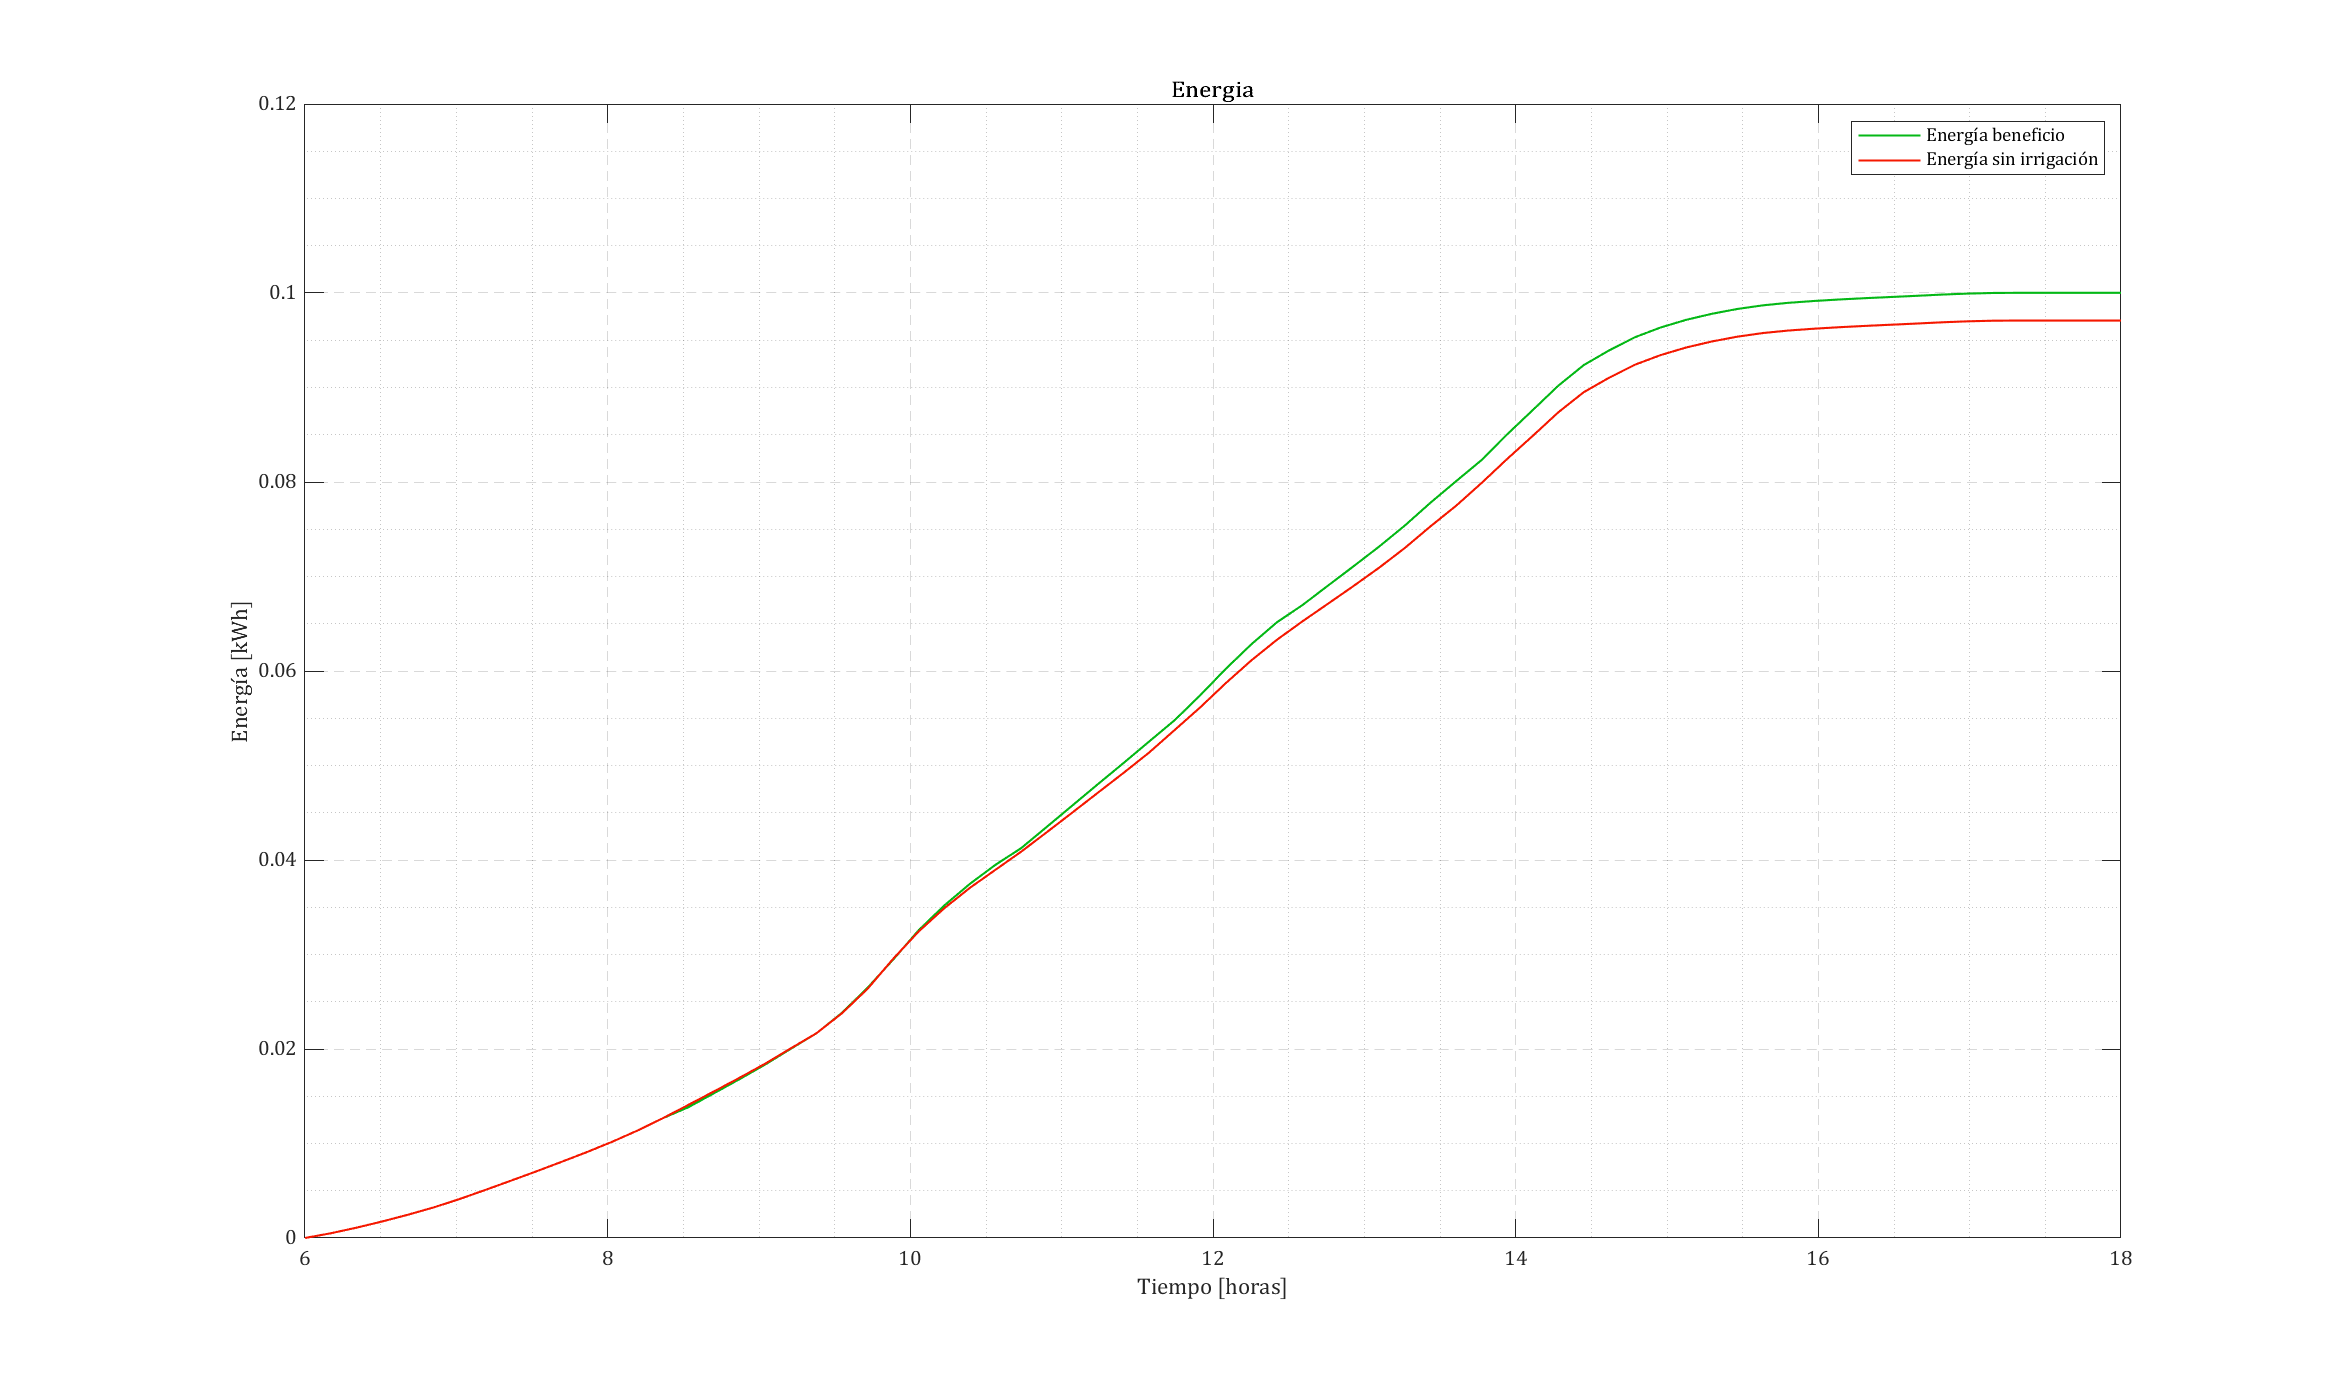 Energia
0.12
0.1
0.08
0.06
0.04
0.02
0
Energía [kWh]
6 8 10 12 14 16 18
Tiempo [horas]
Energía beneficio
Energía sin irrigación